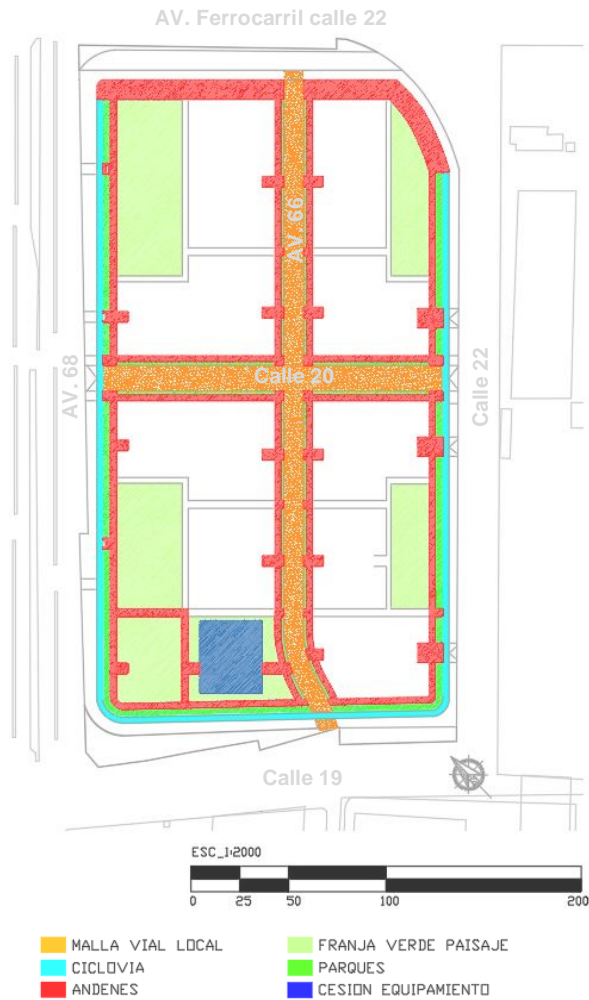 AV. Ferrocarril calle 22
AV. 66
Calle 20
AV. 68
Calle 22
Calle 19
ESC_1:2000
0 25 50 100 200
MALLA VIAL LOCAL
CICLOVIA
ANDENES
FRANJA VERDE PAISAJE
PARQUES
CESION EQUIPAMIENTO